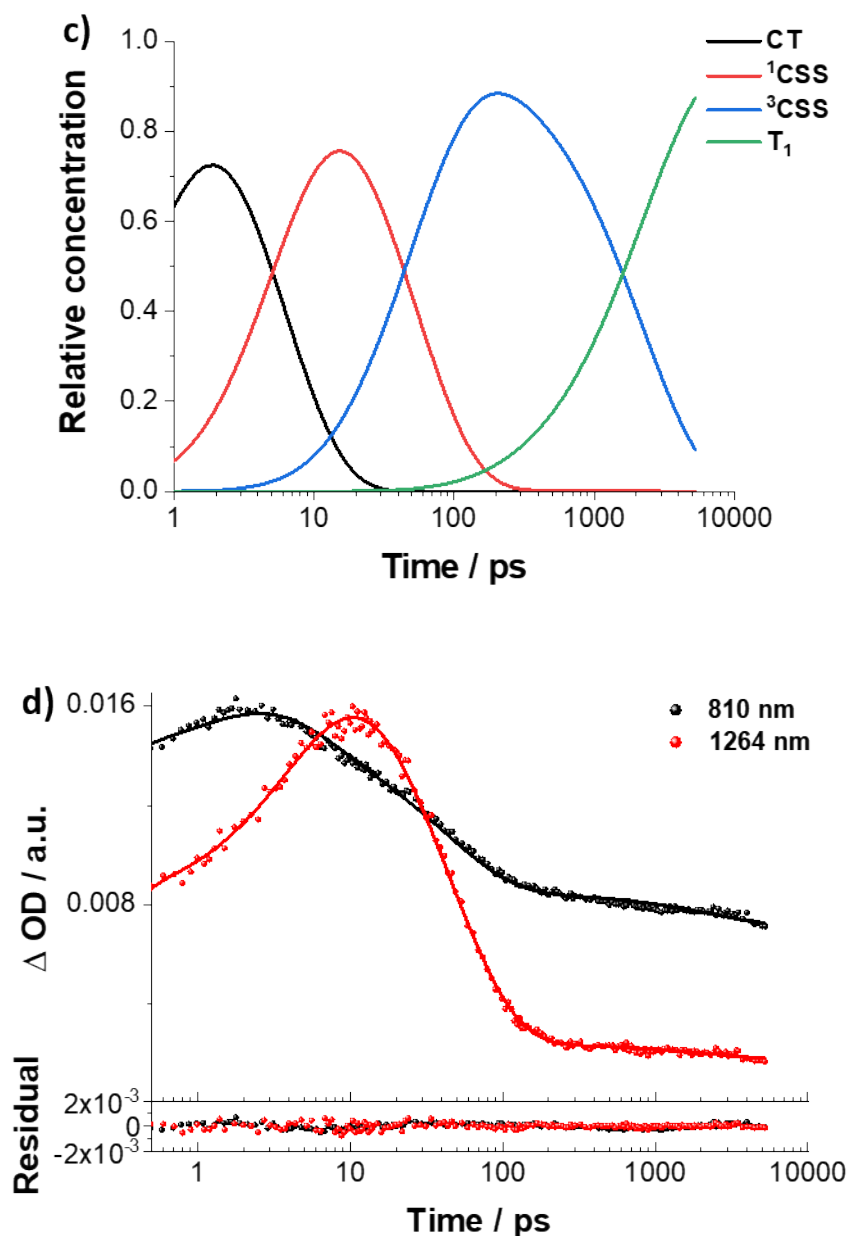 c)
CT
¹CSS
³CSS
T₁
Relative concentration
1.0
0.8
0.6
0.4
0.2
0.0
1 10 100 1000 10000
Time / ps
d)
810 nm
1264 nm
Δ OD / a.u.
0.016
0.008
Residual
2x10⁻³
0
-2x10⁻³
1 10 100 1000 10000
Time / ps